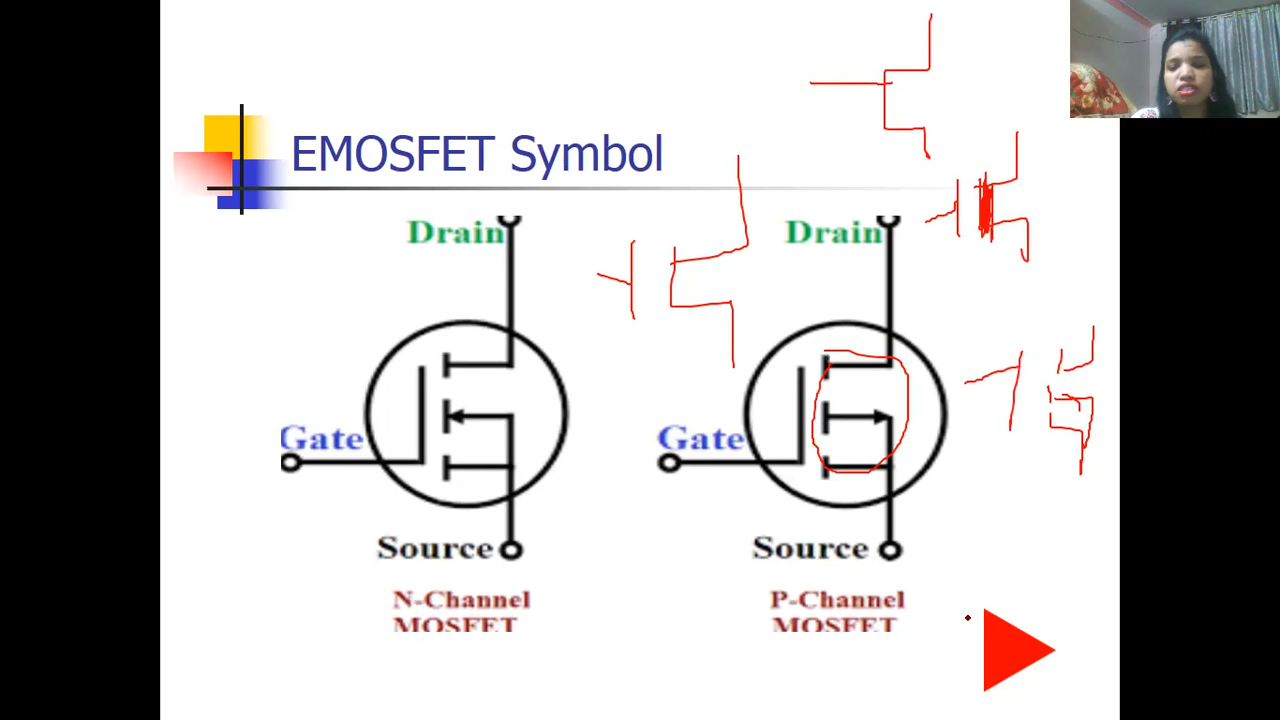 EMOSFET Symbol
Drain
Drain
Gate
Gate
Source
Source
N-Channel
MOSFET
P-Channel
MOSFET